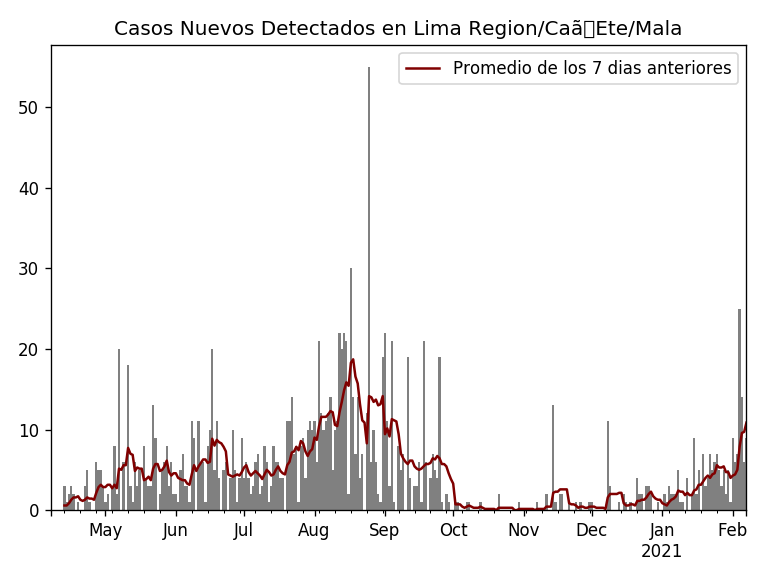 Casos Nuevos Detectados en Lima Region/Caã▯Ete/Mala
Promedio de los 7 dias anteriores
50
40
30
20
10
0
May Jun Jul Aug Sep Oct Nov Dec Jan Feb
2021